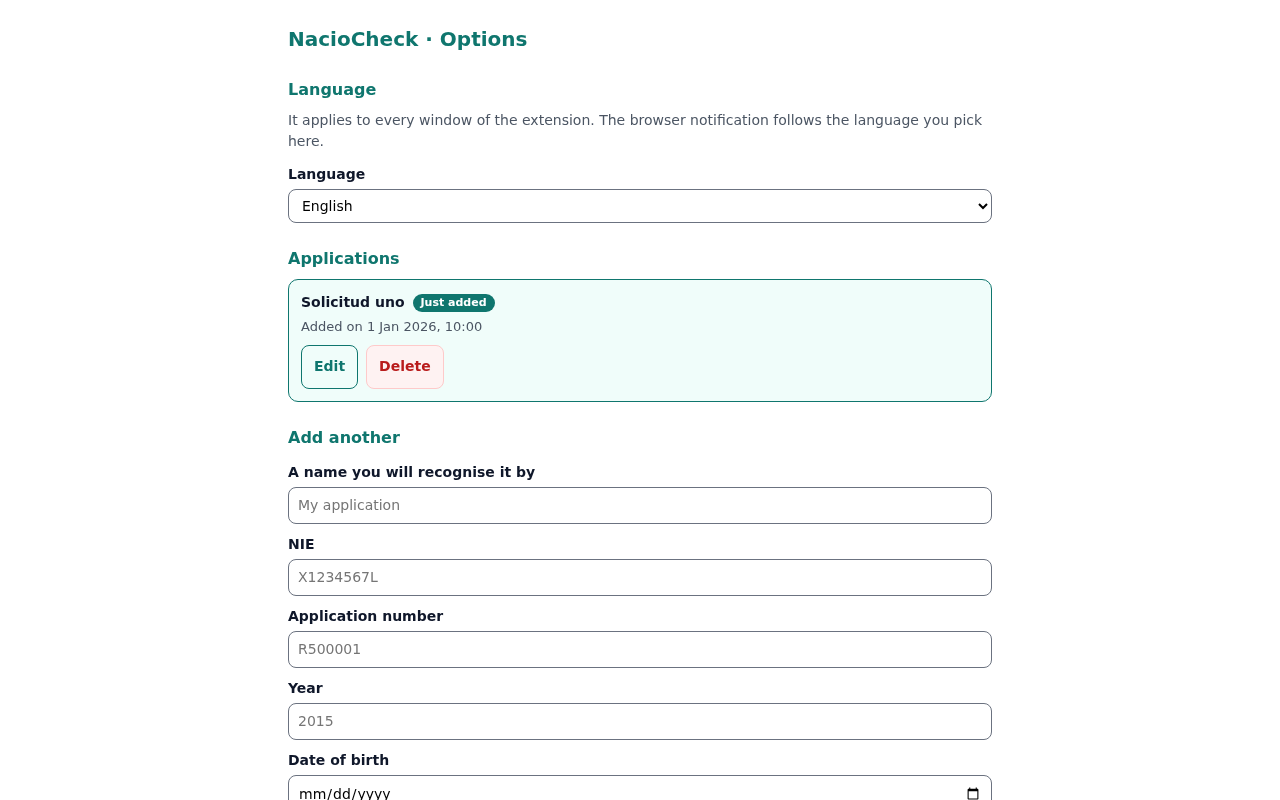 NacioCheck · Options
Language
It applies to every window of the extension. The browser notification follows the language you pick
here.
Language
English
Applications
Solicitud uno Just added
Added on 1 Jan 2026, 10:00
Edit Delete
Add another
A name you will recognise it by
My application
NIE
X1234567L
Application number
R500001
Year
2015
Date of birth
mm/dd/yyyy